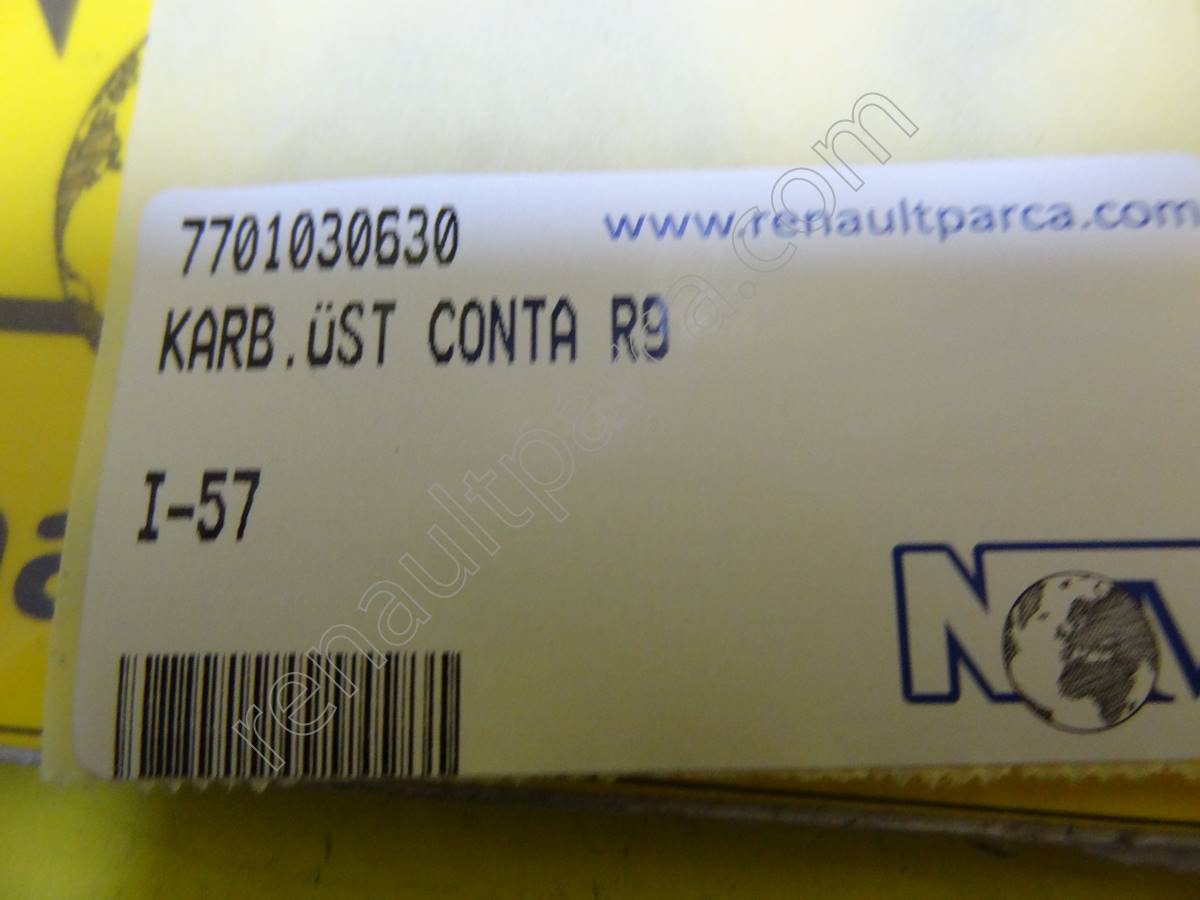 7701030630
www.renaultparca.com
KARB.ÜST CONTA R9
I-57
renaultparca.com